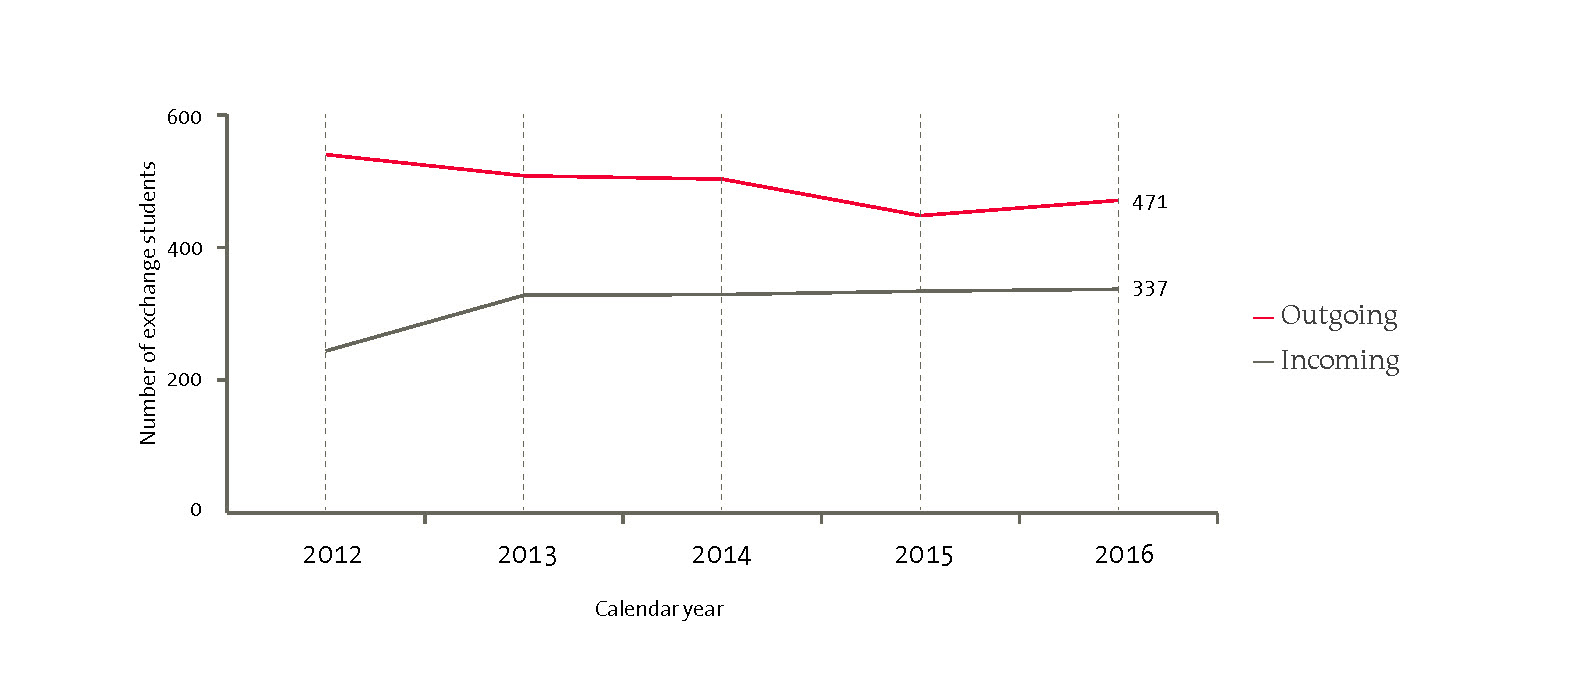 600
400
200
0
Number of exchange students
471
337
Outgoing
Incoming
2012 2013 2014 2015 2016
Calendar year